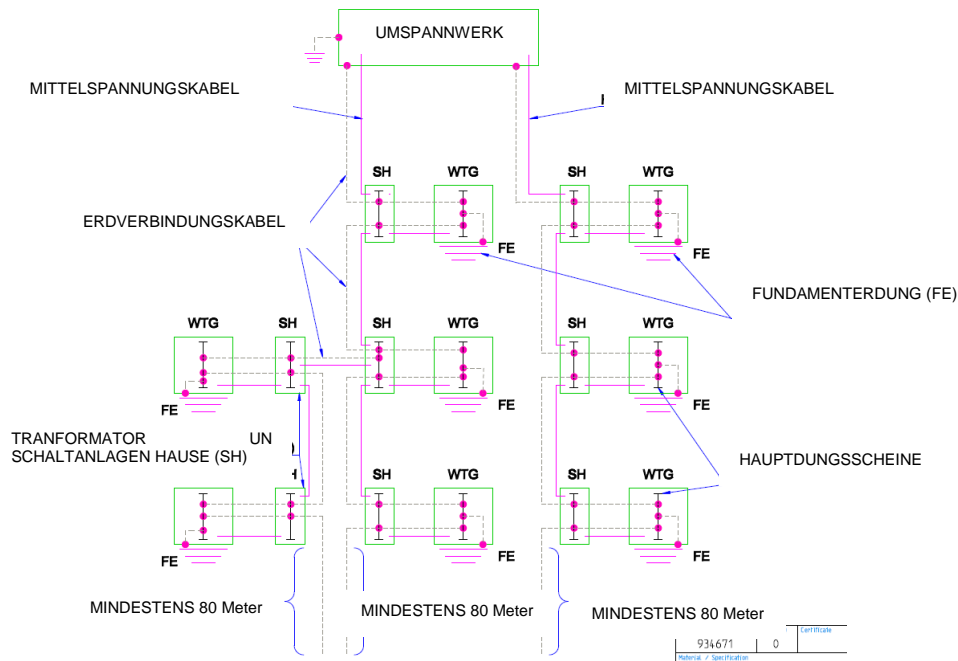 UMSPANNWERK
MITTELSPANNUNGSKABEL
MITTELSPANNUNGSKABEL
SH WTG SH WTG
ERDVERBINDUNGSKABEL
FE FE
FUNDAMENTERDUNG (FE)
WTG SH SH WTG SH WTG
FE FE FE
TRANFORMATOR UN
SCHALTANLAGEN HAUSE (SH)
HAUPTDUNGSSCHEINE
WTG SH WTG SH WTG
FE FE FE
MINDESTENS 80 Meter
MINDESTENS 80 Meter
MINDESTENS 80 Meter
Certificate
934671 0
Material / Specification